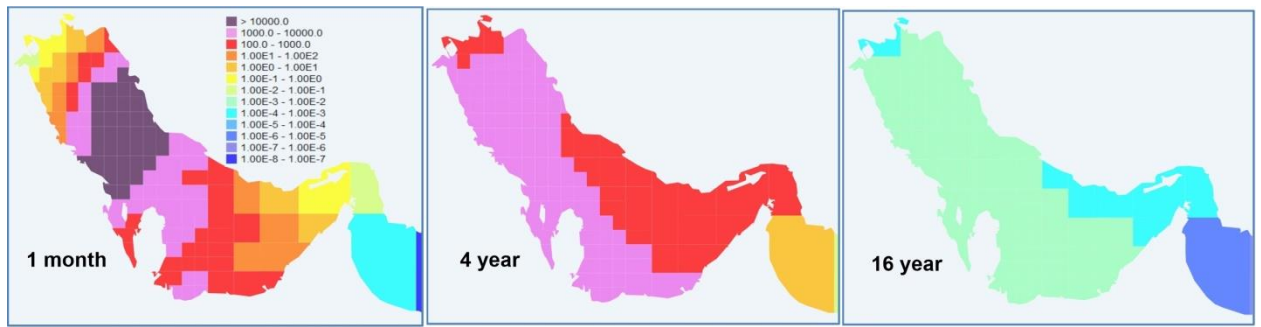 > 10000.0
1000.0 - 10000.0
100.0 - 1000.0
1.00E1 - 1.00E2
1.00E0 - 1.00E1
1.00E-1 - 1.00E0
1.00E-2 - 1.00E-1
1.00E-3 - 1.00E-2
1.00E-4 - 1.00E-3
1.00E-5 - 1.00E-4
1.00E-6 - 1.00E-5
1.00E-7 - 1.00E-6
1.00E-8 - 1.00E-7
1 month
4 year
16 year